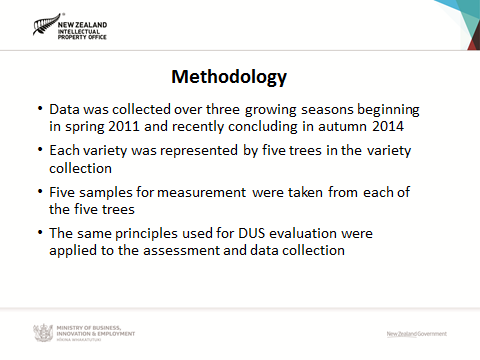 NEW ZEALAND
INTELLECTUAL
PROPERTY OFFICE
Methodology
• Data was collected over three growing seasons beginning
in spring 2011 and recently concluding in autumn 2014
• Each variety was represented by five trees in the variety
collection
• Five samples for measurement were taken from each of
the five trees
• The same principles used for DUS evaluation were
applied to the assessment and data collection
MINISTRY OF BUSINESS,
INNOVATION & EMPLOYMENT
HĪKINA WHAKATUTUKI
New Zealand Government